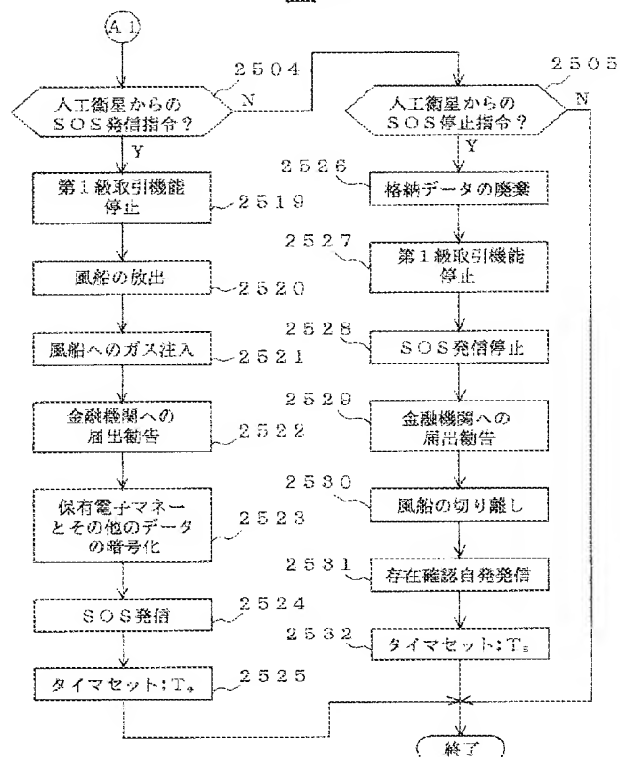 A1
2504
人工衛星からの
SOS発信指令?
N
Y
2505
人工衛星からの
SOS停止指令?
N
Y
第1級取引機能
停止
2519
風船の放出
2520
風船へのガス注入
2521
金融機関への
届出勧告
2522
保有電子マネー
とその他のデータ
の暗号化
2523
SOS発信
2524
タイマセット:T₄
2525
2526
格納データの廃棄
2527
第1級取引機能
停止
2528
SOS発信停止
2529
金融機関への
届出勧告
2530
風船の切り離し
2531
存在確認自発発信
2532
タイマセット:T₅
終了